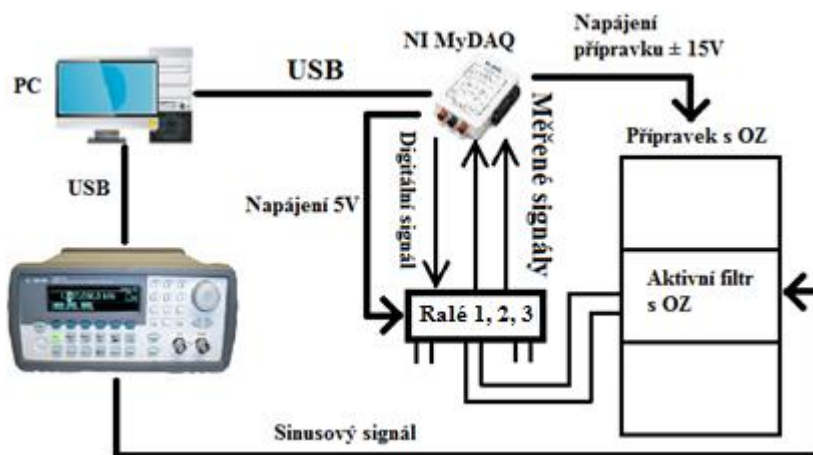 NI MyDAQ
Napájení
přípravku ± 15V
PC
USB
USB
Napájení 5V
Digitální signál
Měřené signály
Přípravek s OZ
Ralé 1, 2, 3
Aktivní filtr
s OZ
Sinusový signál